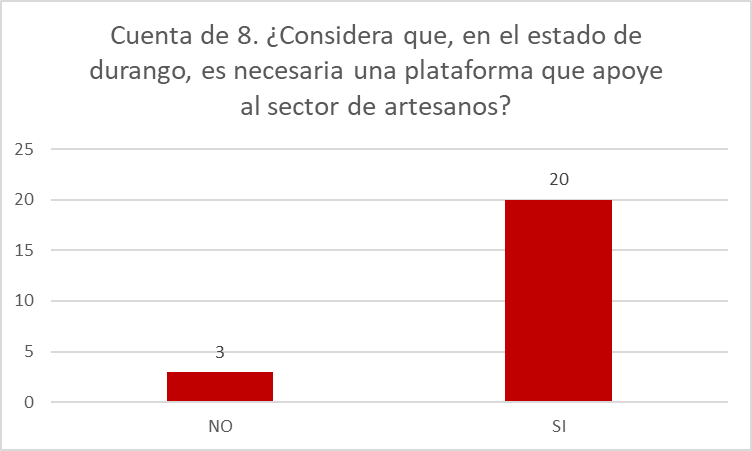 Cuenta de 8. ¿Considera que, en el estado de
durango, es necesaria una plataforma que apoye
al sector de artesanos?
25
20
15
10
5
0
3
20
NO
SI